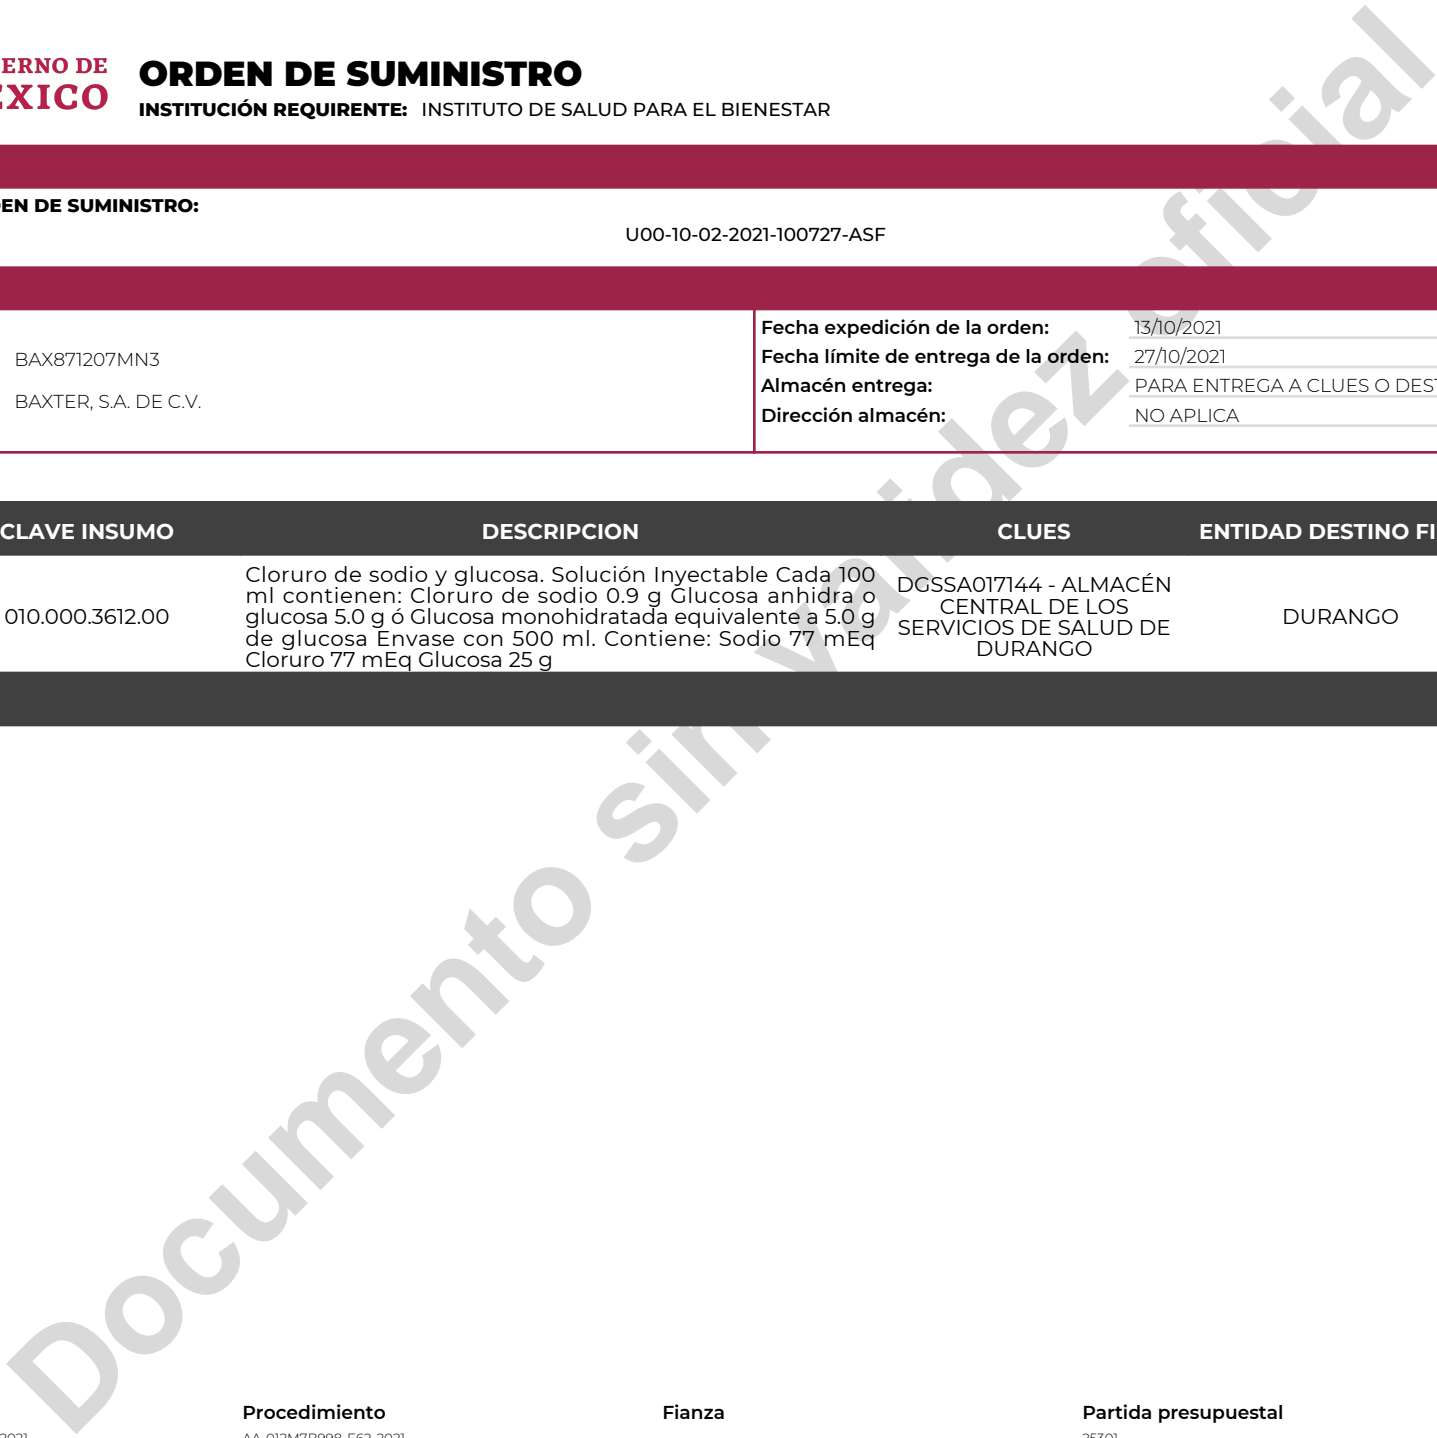 ERNO DE
EXICO
ORDEN DE SUMINISTRO
INSTITUCIÓN REQUIRENTE: INSTITUTO DE SALUD PARA EL BIENESTAR
EN DE SUMINISTRO:
U00-10-02-2021-100727-ASF
BAX871207MN3
BAXTER, S.A. DE C.V.
Fecha expedición de la orden: 13/10/2021
Fecha límite de entrega de la orden: 27/10/2021
Almacén entrega: PARA ENTREGA A CLUES O DEST
Dirección almacén: NO APLICA
CLAVE INSUMO DESCRIPCION CLUES ENTIDAD DESTINO FI
010.000.3612.00
Cloruro de sodio y glucosa. Solución Inyectable Cada 100
ml contienen: Cloruro de sodio 0.9 g Glucosa anhidra o
glucosa 5.0 g ó Glucosa monohidratada equivalente a 5.0 g
de glucosa Envase con 500 ml. Contiene: Sodio 77 mEq
Cloruro 77 mEq Glucosa 25 g
DGSSA017144 - ALMACÉN
CENTRAL DE LOS
SERVICIOS DE SALUD DE
DURANGO
DURANGO
Documento sin validez oficial
Procedimiento Fianza Partida presupuestal